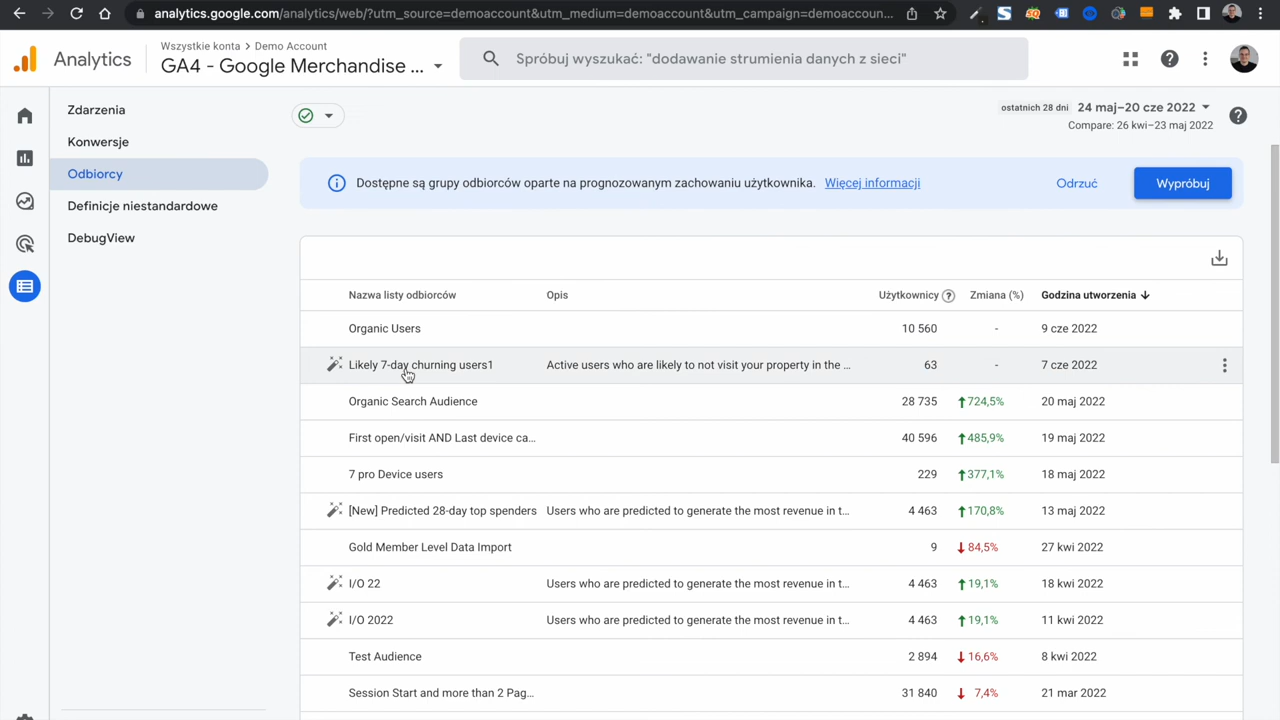 analytics.google.com/analytics/web/?utm_source=demoaccount&utm_medium=demoaccount&utm_campaign=demoaccoun...
Analytics
Wszystkie konta > Demo Account
GA4 - Google Merchandise ...
Spróbuj wyszukać: "dodawanie strumienia danych z sieci"
Zdarzenia
Konwersje
Odbiorcy
Definicje niestandardowe
DebugView
ostatnich 28 dni 24 maj–20 cze 2022
Compare: 26 kwi–23 maj 2022
Dostępne są grupy odbiorców oparte na prognozowanym zachowaniu użytkownika. Więcej informacji Odrzuć Wypróbuj
Nazwa listy odbiorców Opis Użytkownicy Zmiana (%) Godzina utworzenia
Organic Users 10 560 - 9 cze 2022
Likely 7-day churning users1 Active users who are likely to not visit your property in the ... 63 - 7 cze 2022
Organic Search Audience 28 735 724,5% 20 maj 2022
First open/visit AND Last device ca... 40 596 485,9% 19 maj 2022
7 pro Device users 229 377,1% 18 maj 2022
[New] Predicted 28-day top spenders Users who are predicted to generate the most revenue in t... 4 463 170,8% 13 maj 2022
Gold Member Level Data Import 9 84,5% 27 kwi 2022
I/O 22 Users who are predicted to generate the most revenue in t... 4 463 19,1% 18 kwi 2022
I/O 2022 Users who are predicted to generate the most revenue in t... 4 463 19,1% 11 kwi 2022
Test Audience 2 894 16,6% 8 kwi 2022
Session Start and more than 2 Pag... 31 840 7,4% 21 mar 2022